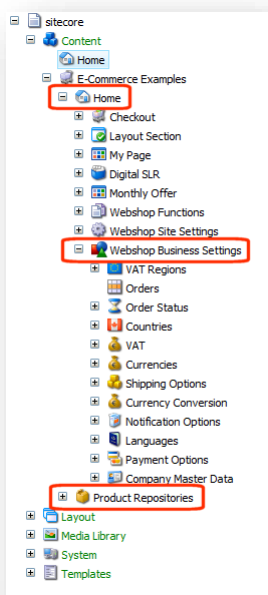 sitecore
Content
Home
E-Commerce Examples
Home
Checkout
Layout Section
My Page
Digital SLR
Monthly Offer
Webshop Functions
Webshop Site Settings
Webshop Business Settings
VAT Regions
Orders
Order Status
Countries
VAT
Currencies
Shipping Options
Currency Conversion
Notification Options
Languages
Payment Options
Company Master Data
Product Repositories
Layout
Media Library
System
Templates